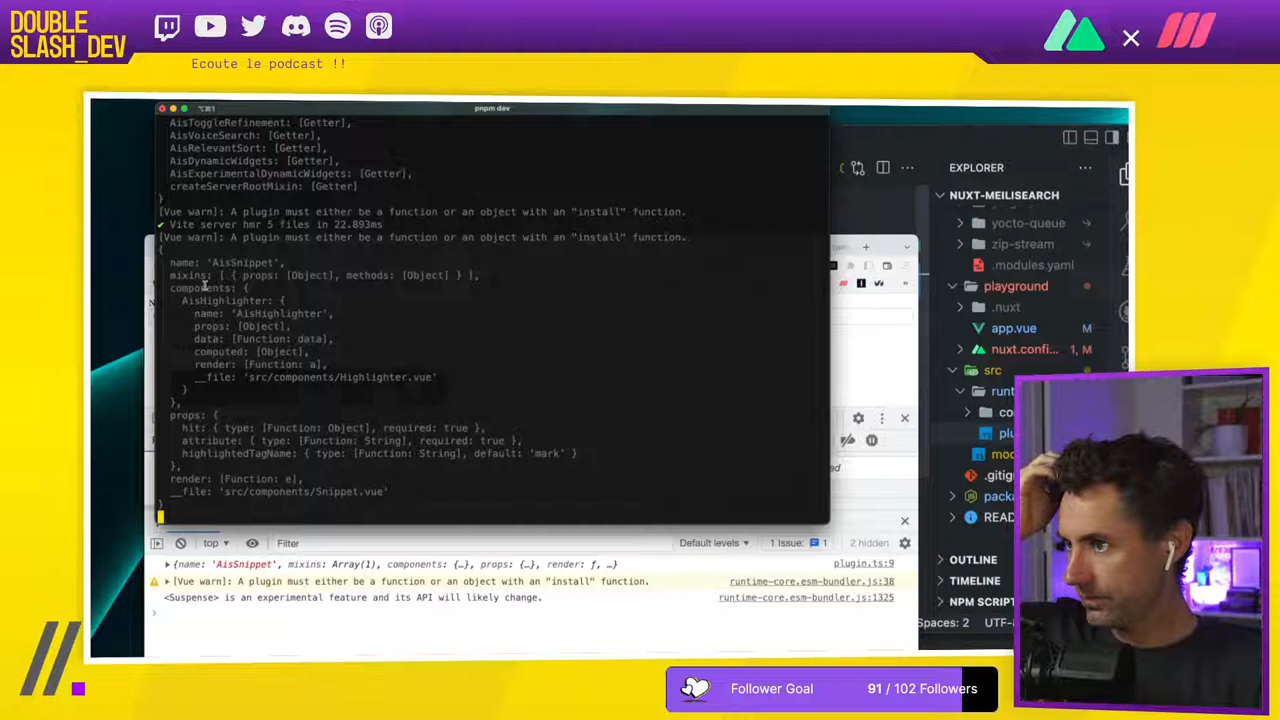 DOUBLE
SLASH_DEV
Ecoute le podcast !!
⌥⌘1
pnpm dev
AisToggleRefinement: [Getter],
AisVoiceSearch: [Getter],
AisRelevantSort: [Getter],
AisDynamicWidgets: [Getter],
AisExperimentalDynamicWidgets: [Getter],
createServerRootMixin: [Getter]
}
[Vue warn]: A plugin must either be a function or an object with an "install" function.
✔ Vite server hmr 5 files in 22.893ms
[Vue warn]: A plugin must either be a function or an object with an "install" function.
{
name: 'AisSnippet',
mixins: [ { props: [Object], methods: [Object] } ],
components: {
AisHighlighter: {
name: 'AisHighlighter',
props: [Object],
data: [Function: data],
computed: [Object],
render: [Function: a],
__file: 'src/components/Highlighter.vue'
}
},
props: {
hit: { type: [Function: Object], required: true },
attribute: { type: [Function: String], required: true },
highlightedTagName: { type: [Function: String], default: 'mark' }
},
render: [Function: e],
__file: 'src/components/Snippet.vue'
}
top
Filter
Default levels
1 Issue: 1
2 hidden
{name: 'AisSnippet', mixins: Array(1), components: {…}, props: {…}, render: ƒ, …}
plugin.ts:9
[Vue warn]: A plugin must either be a function or an object with an "install" function.
runtime-core.esm-bundler.js:38
<Suspense> is an experimental feature and its API will likely change.
runtime-core.esm-bundler.js:1325
EXPLORER
NUXT-MEILISEARCH
yocto-queue
zip-stream
.modules.yaml
playground
.nuxt
app.vue M
nuxt.confi... 1, M
src
runt
co
plu
mod
.gitig
packa
READ
OUTLINE
TIMELINE
NPM SCRIP
Spaces: 2 UTF-8
Follower Goal
91 / 102 Followers